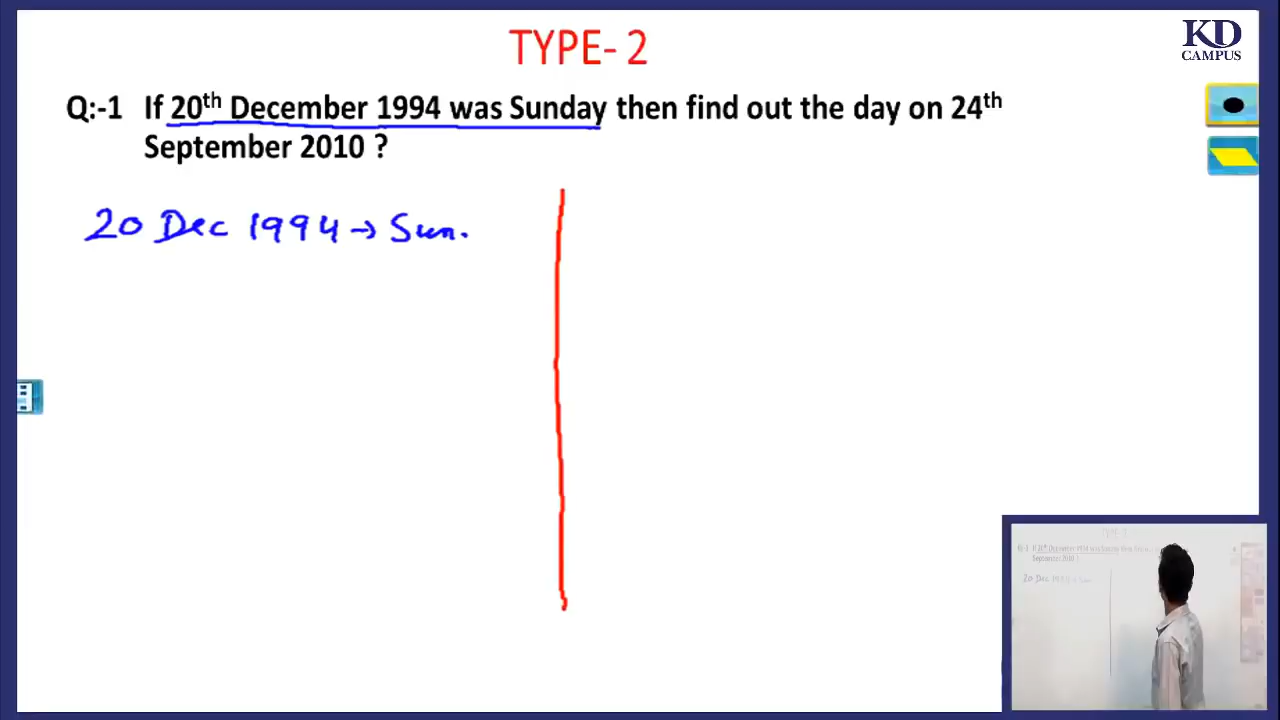 KD
CAMPUS
TYPE- 2
Q:-1 If 20th December 1994 was Sunday then find out the day on 24th
September 2010 ?
20 Dec 1994 → Sun.